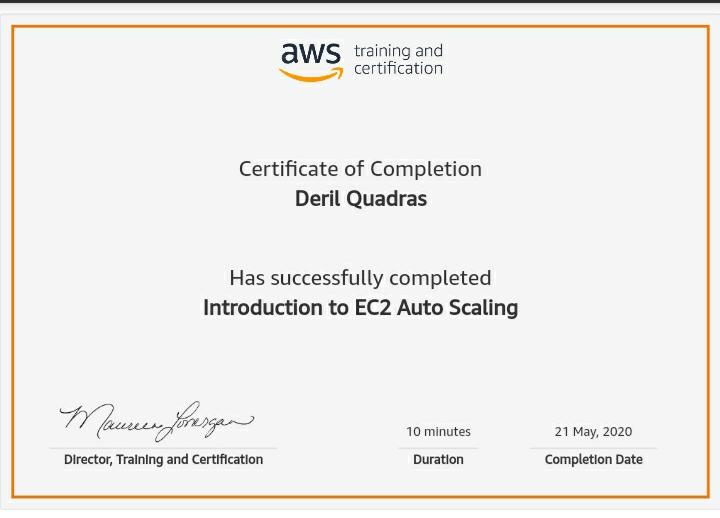 aws training and
certification
Certificate of Completion
Deril Quadras
Has successfully completed
Introduction to EC2 Auto Scaling
Maureen Lonergan
10 minutes
21 May, 2020
Director, Training and Certification
Duration
Completion Date